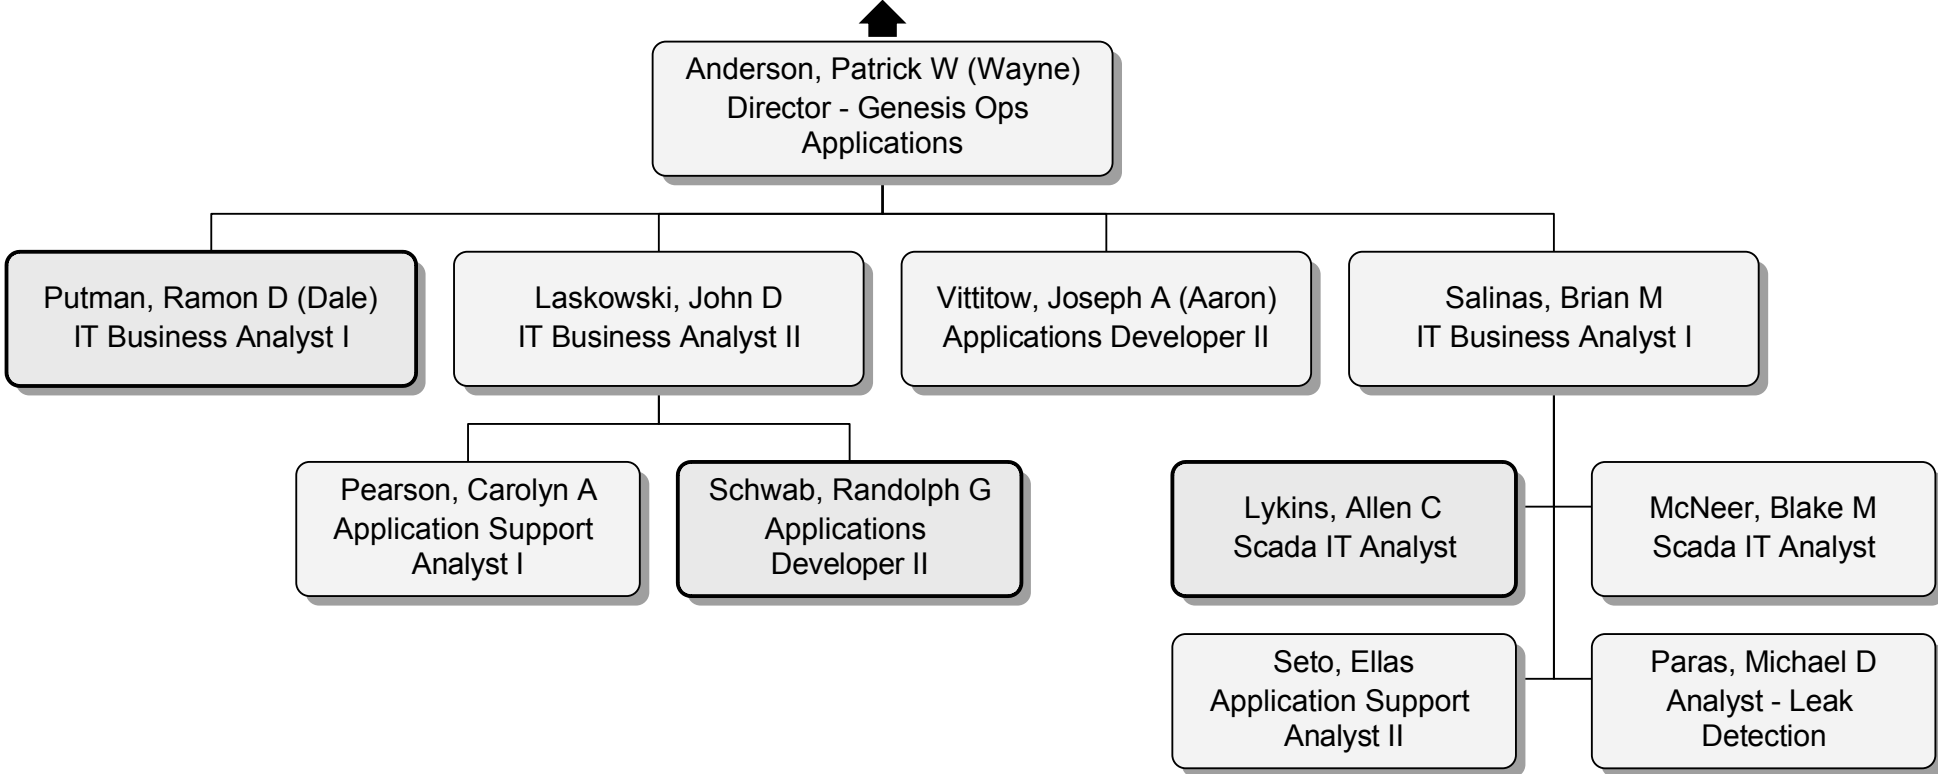 Anderson, Patrick W (Wayne)
Director - Genesis Ops
Applications
Putman, Ramon D (Dale)
IT Business Analyst I
Laskowski, John D
IT Business Analyst II
Vittitow, Joseph A (Aaron)
Applications Developer II
Salinas, Brian M
IT Business Analyst I
Pearson, Carolyn A
Application Support
Analyst I
Schwab, Randolph G
Applications
Developer II
Lykins, Allen C
Scada IT Analyst
McNeer, Blake M
Scada IT Analyst
Seto, Ellas
Application Support
Analyst II
Paras, Michael D
Analyst - Leak
Detection